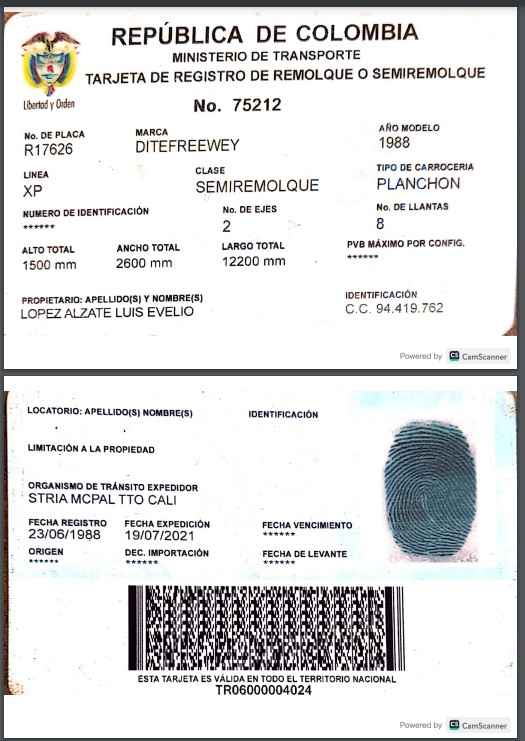 REPÚBLICA DE COLOMBIA
MINISTERIO DE TRANSPORTE
TARJETA DE REGISTRO DE REMOLQUE O SEMIREMOLQUE
Libertad y Orden
No. 75212
No. DE PLACA MARCA AÑO MODELO
R17626 DITEFREEWEY 1988
LINEA CLASE TIPO DE CARROCERIA
XP SEMIREMOLQUE PLANCHON
NUMERO DE IDENTIFICACIÓN No. DE EJES No. DE LLANTAS
****** 2 8
ALTO TOTAL ANCHO TOTAL LARGO TOTAL PVB MÁXIMO POR CONFIG.
1500 mm 2600 mm 12200 mm ******
PROPIETARIO: APELLIDO(S) Y NOMBRE(S) IDENTIFICACIÓN
LOPEZ ALZATE LUIS EVELIO C.C. 94.419.762
Powered by CS CamScanner
LOCATORIO: APELLIDO(S) NOMBRE(S) IDENTIFICACIÓN
LIMITACIÓN A LA PROPIEDAD
ORGANISMO DE TRÁNSITO EXPEDIDOR
STRIA MCPAL TTO CALI
FECHA REGISTRO FECHA EXPEDICIÓN FECHA VENCIMIENTO
23/06/1988 19/07/2021 ******
ORIGEN DEC. IMPORTACIÓN FECHA DE LEVANTE
****** ****** ******
ESTA TARJETA ES VÁLIDA EN TODO EL TERRITORIO NACIONAL
TR06000004024
Powered by CS CamScanner